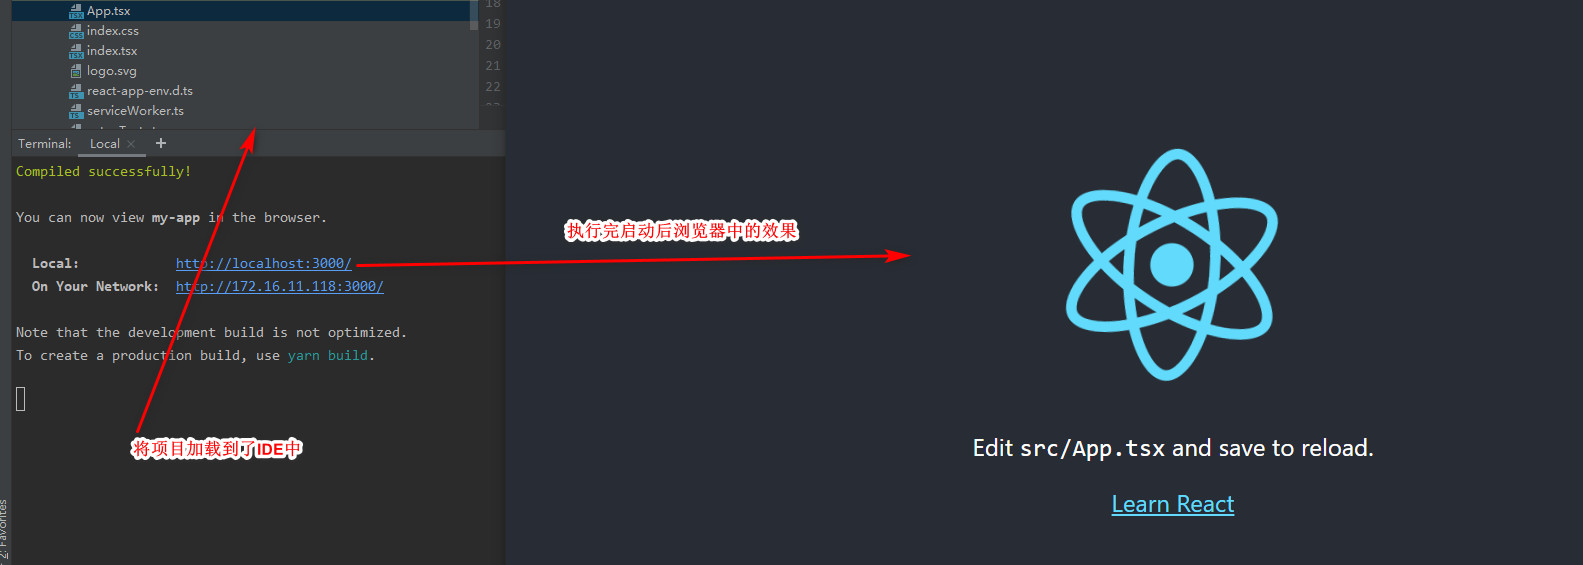 App.tsx
index.css
index.tsx
logo.svg
react-app-env.d.ts
serviceWorker.ts
18
19
20
21
22
Terminal: Local × +
Compiled successfully!
You can now view my-app in the browser.
Local: http://localhost:3000/
On Your Network: http://172.16.11.118:3000/
Note that the development build is not optimized.
To create a production build, use yarn build.
将项目加载到了IDE中
执行完启动后浏览器中的效果
Edit src/App.tsx and save to reload.
Learn React
2: Favorites